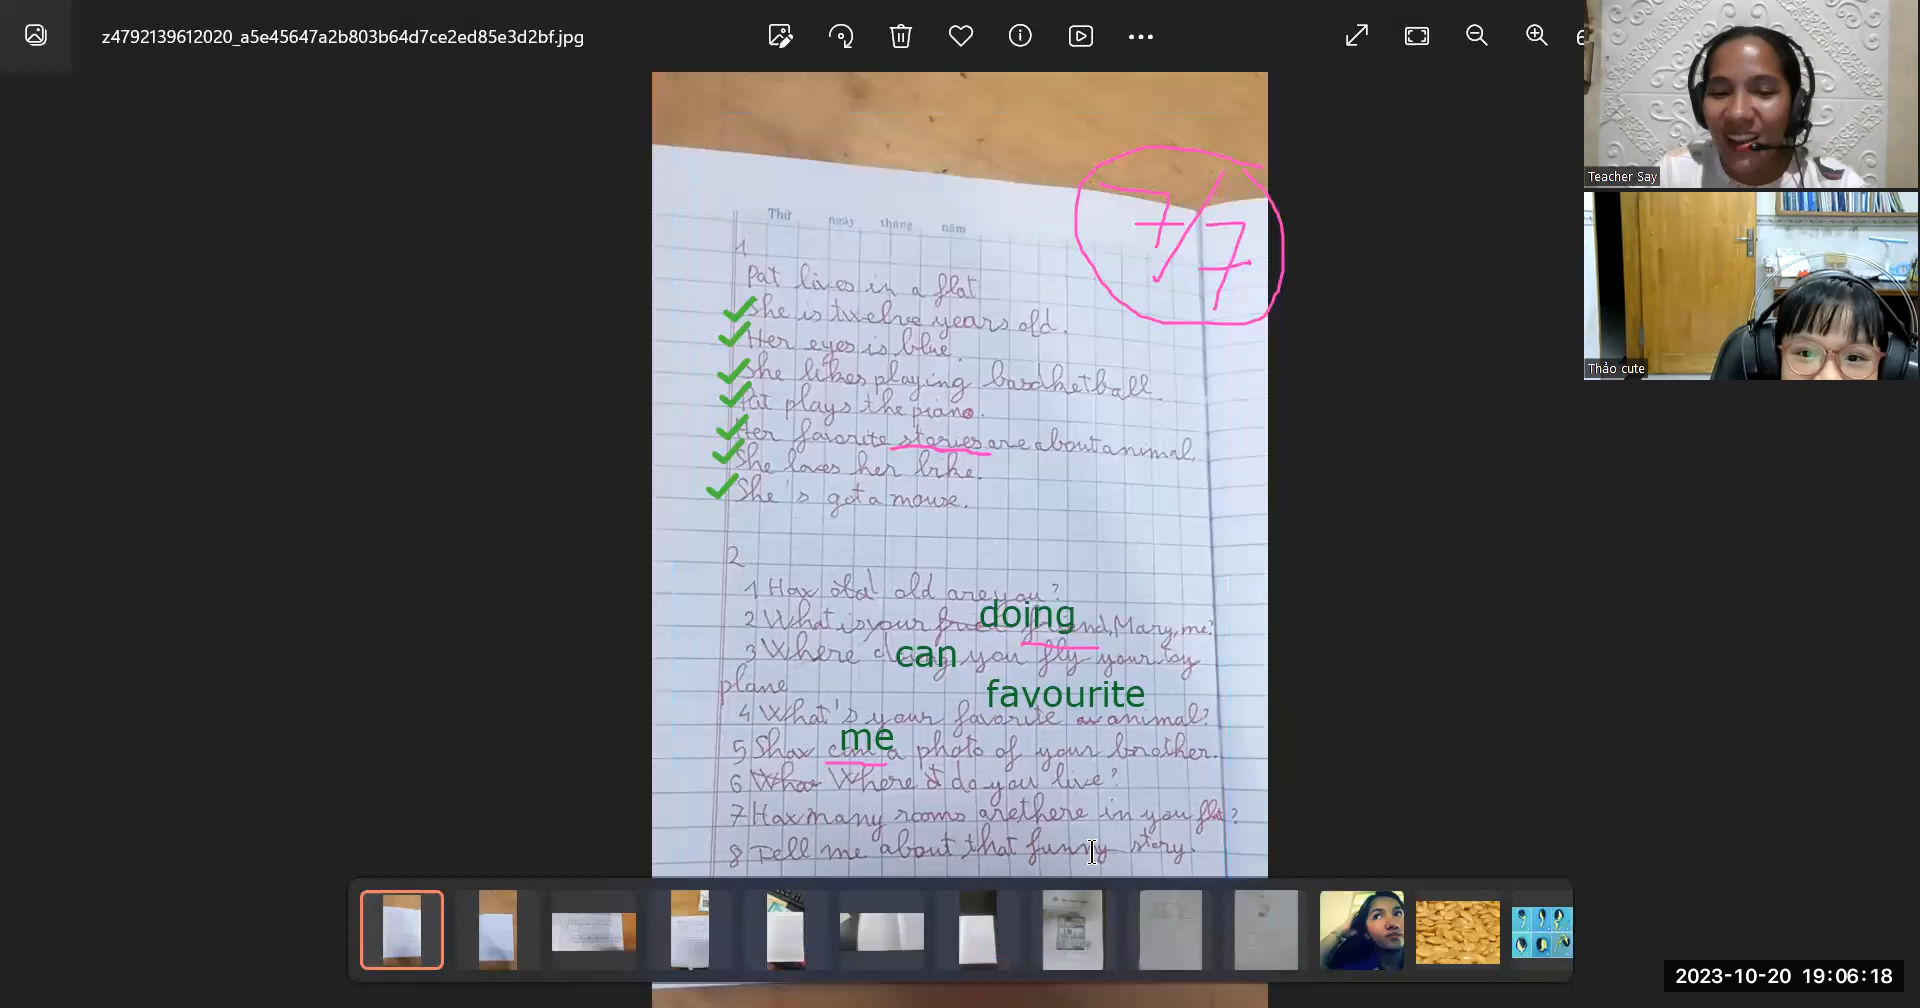 z4792139612020_a5e45647a2b803b64d7ce2ed85e3d2bf.jpg
Teacher Say
Thảo cute
7/7
Thứ ngày tháng năm
1
Pat lives in a flat
She is twelve years old.
Her eyes is blue.
She likes playing basdketball.
Pat plays the piano.
Her favorite stories are about animal.
She loves her bike.
She's got a mouse.
2
1 How old are you?
doing
2 What is your friend, Mary, me?
can
3 Where you fly your toy
plane
favourite
4 What's your favorite animal?
me
5 Show a photo of your brother.
6 Where do you live?
7 How many rooms are there in you flat?
8 Tell me about that funny story.
2023-10-20 19:06:18